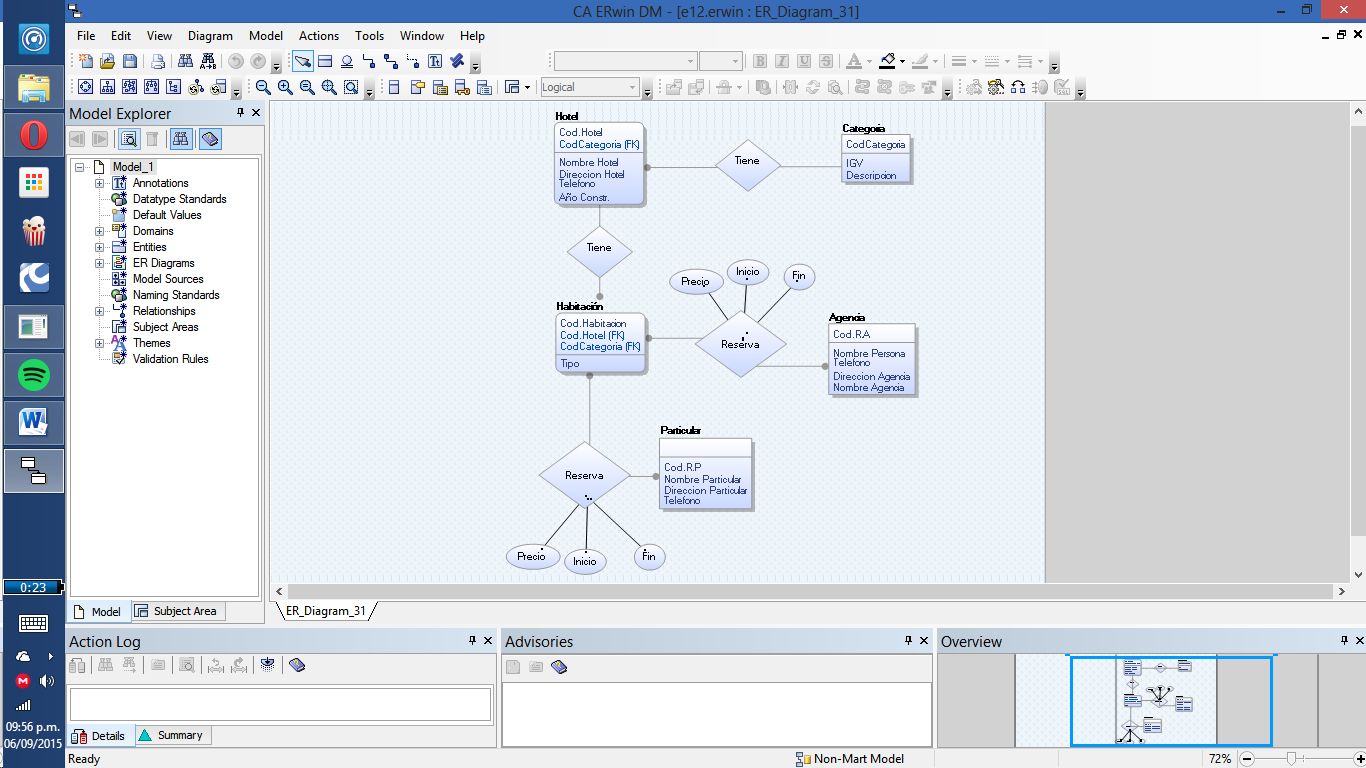 CA ERwin DM - [e12.erwin : ER_Diagram_31]
File Edit View Diagram Model Actions Tools Window Help
Logical
Model Explorer
Model_1
Annotations
Datatype Standards
Default Values
Domains
Entities
ER Diagrams
Model Sources
Naming Standards
Relationships
Subject Areas
Themes
Validation Rules
Model
Subject Area
Hotel
Cod.Hotel
CodCategoria (FK)
Nombre Hotel
Direccion Hotel
Telefono
Año Constr.
Tiene
Categoria
CodCategoria
IGV
Descripcion
Tiene
Precio
Inicio
Fin
Habitación
Cod.Habitacion
Cod.Hotel (FK)
CodCategoria (FK)
Tipo
Reserva
Agencia
Cod.R.A
Nombre Persona
Telefono
Direccion Agencia
Nombre Agencia
Particular
Cod.R.P
Nombre Particular
Direccion Particular
Telefono
Reserva
Precio
Inicio
Fin
ER_Diagram_31
Action Log
Details
Summary
Advisories
Overview
Ready
Non-Mart Model
72%
0:23
09:56 p.m.
06/09/2015